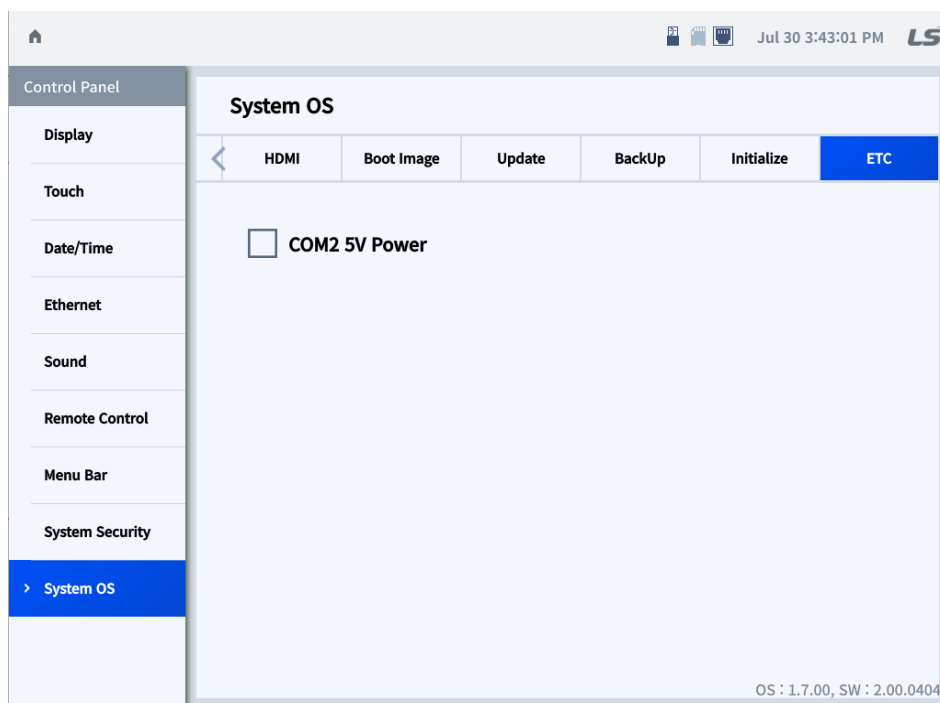 Jul 30 3:43:01 PM LS
Control Panel
Display
Touch
Date/Time
Ethernet
Sound
Remote Control
Menu Bar
System Security
> System OS
System OS
< HDMI Boot Image Update BackUp Initialize ETC
COM2 5V Power
OS : 1.7.00, SW : 2.00.0404